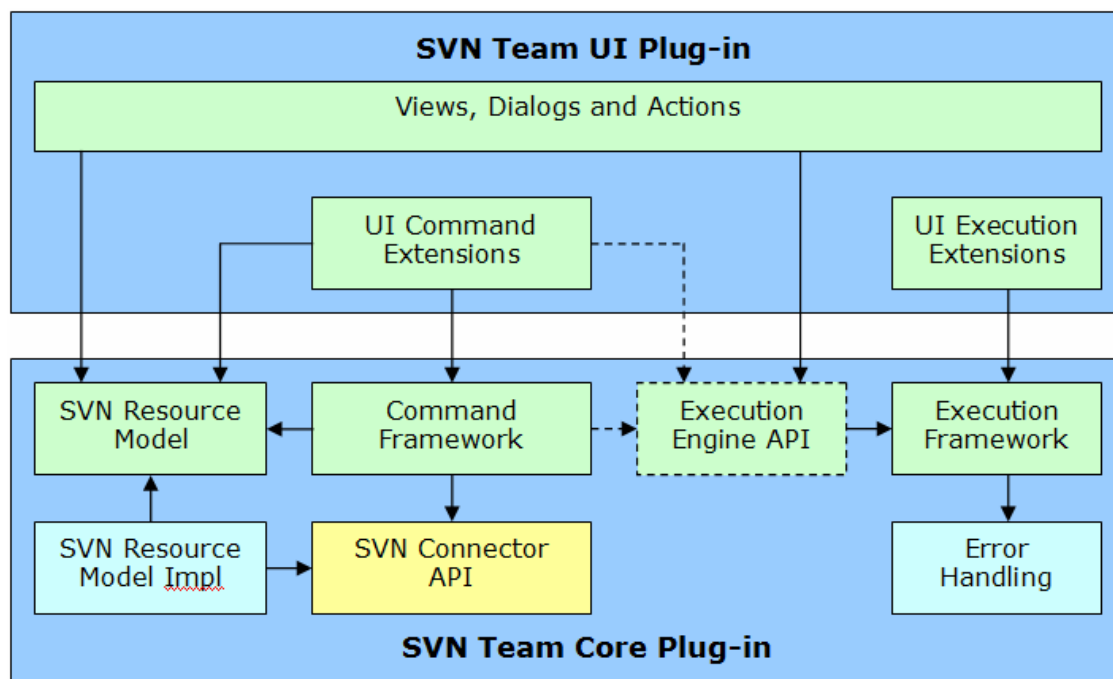 SVN Team UI Plug-in
Views, Dialogs and Actions
UI Command
Extensions
UI Execution
Extensions
SVN Resource
Model
Command
Framework
Execution
Engine API
Execution
Framework
SVN Resource
Model Impl
SVN Connector
API
Error
Handling
SVN Team Core Plug-in